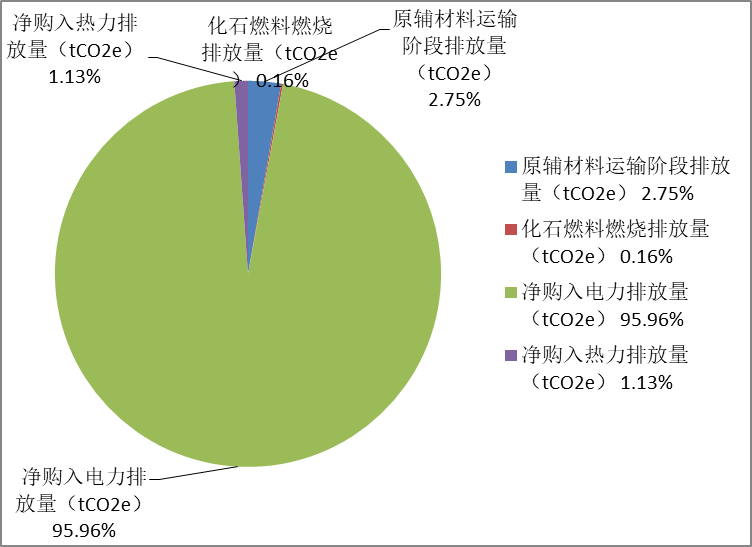 净购入热力排
放量（tCO2e）
1.13%
化石燃料燃烧
排放量（tCO2e
） 0.16%
原辅材料运输
阶段排放量
（tCO2e）
2.75%
原辅材料运输阶段排放
量（tCO2e） 2.75%
化石燃料燃烧排放量
（tCO2e） 0.16%
净购入电力排放量
（tCO2e） 95.96%
净购入热力排放量
（tCO2e） 1.13%
净购入电力排
放量（tCO2e）
95.96%